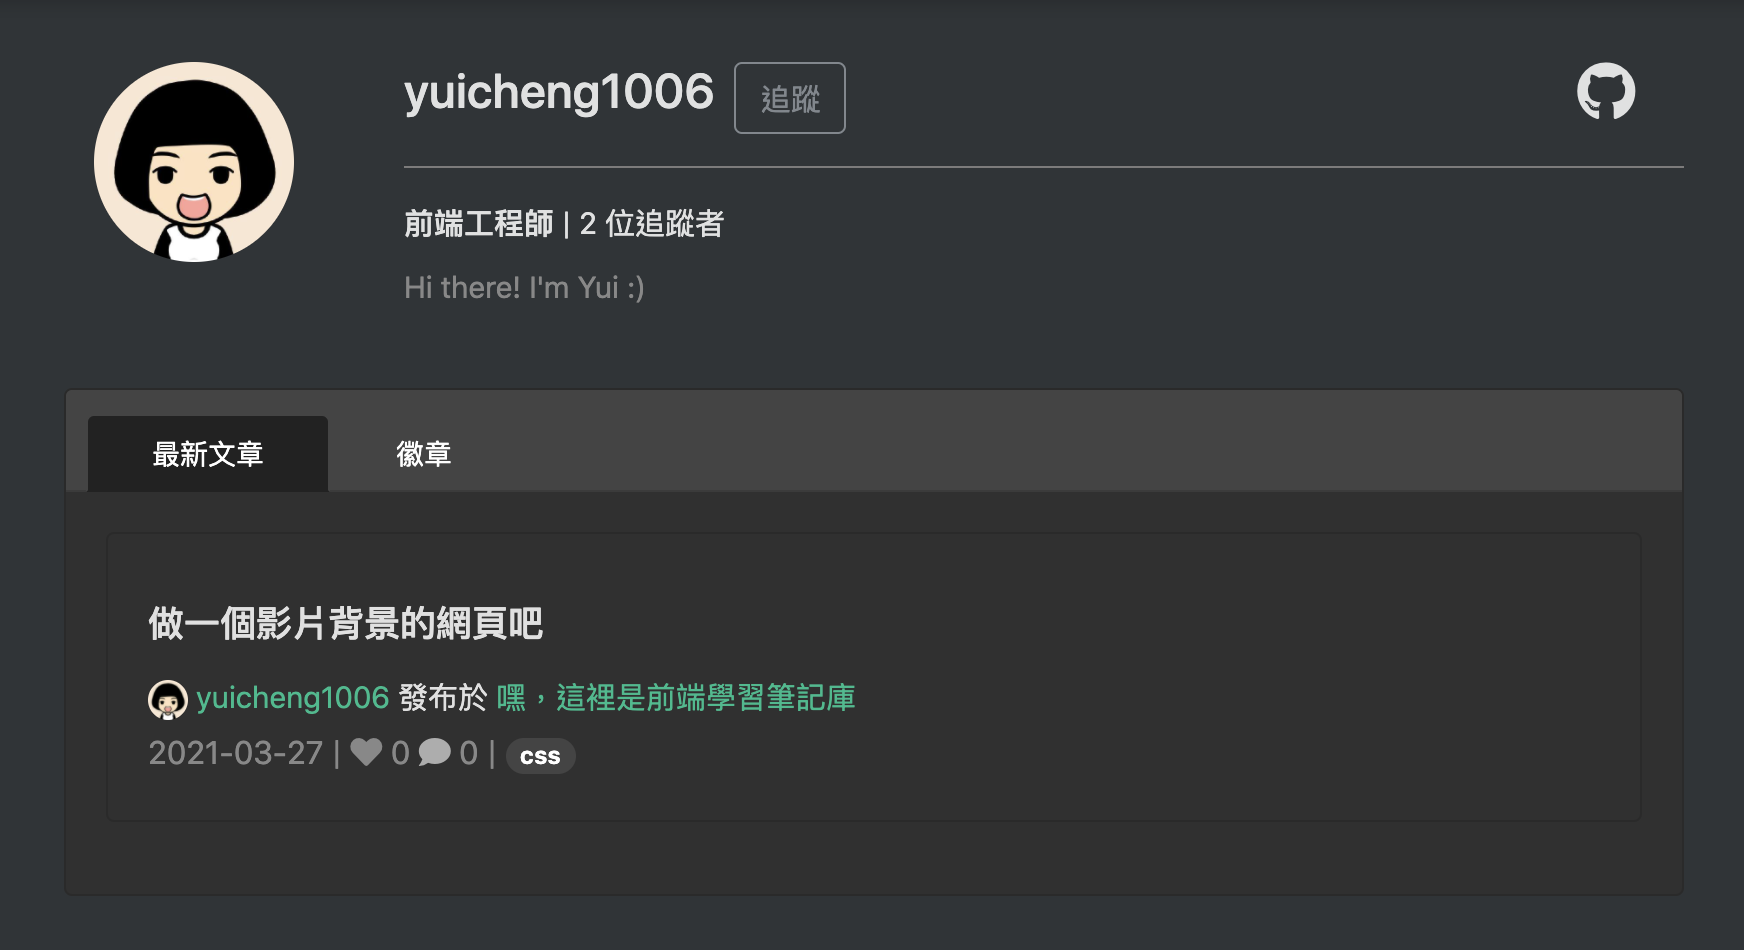 yuicheng1006 追蹤
前端工程師 | 2 位追蹤者
Hi there! I'm Yui :)
最新文章 徽章
做一個影片背景的網頁吧
yuicheng1006 發布於 嘿，這裡是前端學習筆記庫
2021-03-27 | 0 0 | css